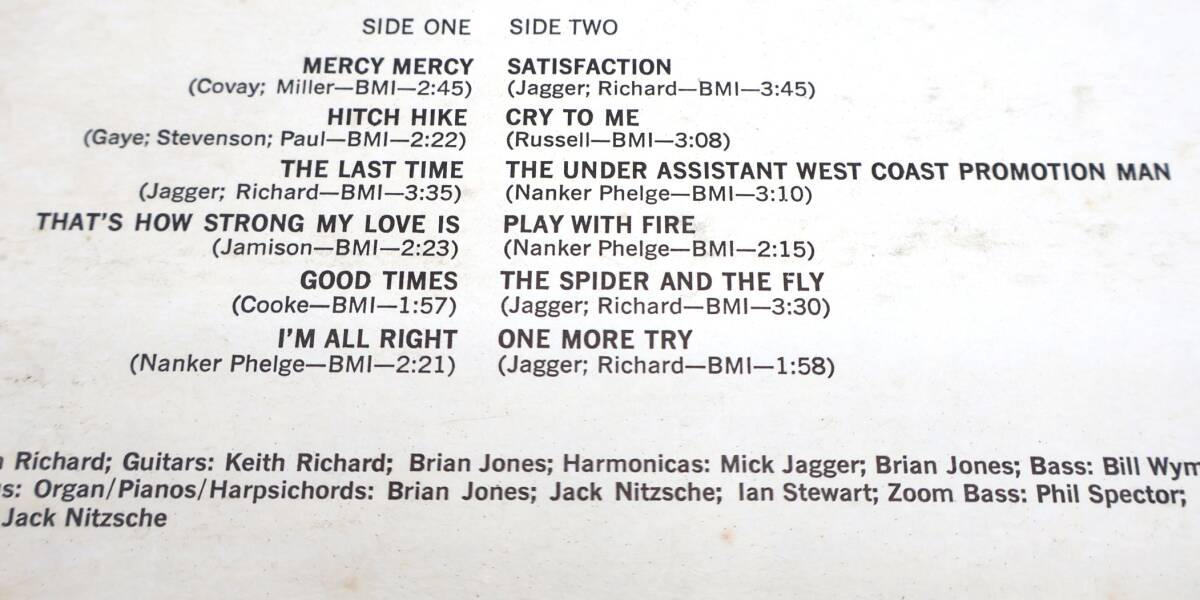 SIDE ONE
MERCY MERCY
(Covay; Miller—BMI—2:45)
HITCH HIKE
(Gaye; Stevenson; Paul—BMI—2:22)
THE LAST TIME
(Jagger; Richard—BMI—3:35)
THAT'S HOW STRONG MY LOVE IS
(Jamison—BMI—2:23)
GOOD TIMES
(Cooke—BMI—1:57)
I'M ALL RIGHT
(Nanker Phelge—BMI—2:21)
SIDE TWO
SATISFACTION
(Jagger; Richard—BMI—3:45)
CRY TO ME
(Russell—BMI—3:08)
THE UNDER ASSISTANT WEST COAST PROMOTION MAN
(Nanker Phelge—BMI—3:10)
PLAY WITH FIRE
(Nanker Phelge—BMI—2:15)
THE SPIDER AND THE FLY
(Jagger; Richard—BMI—3:30)
ONE MORE TRY
(Jagger; Richard—BMI—1:58)
Richard; Guitars: Keith Richard; Brian Jones; Harmonicas: Mick Jagger; Brian Jones; Bass: Bill Wym
s: Organ/Pianos/Harpsichords: Brian Jones; Jack Nitzsche; Ian Stewart; Zoom Bass: Phil Spector;
Jack Nitzsche